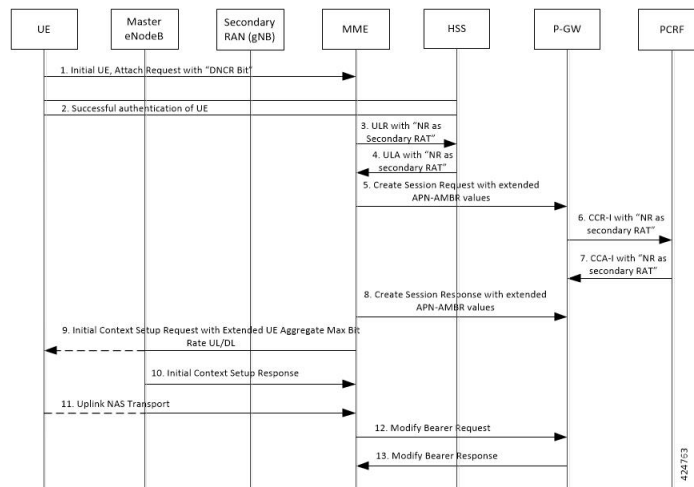 UE
Master
eNodeB
Secondary
RAN (gNB)
MME
HSS
P-GW
PCRF
1. Initial UE, Attach Request with "DNCR Bit"
2. Successful authentication of UE
3. ULR with "NR as
Secondary RAT"
4. ULA with "NR as
secondary RAT"
5. Create Session Request with extended
APN-AMBR values
6. CCR-I with "NR as
secondary RAT"
7. CCA-I with "NR as
secondary RAT"
8. Create Session Response with extended
APN-AMBR values
9. Initial Context Setup Request with Extended UE Aggregate Max Bit
Rate UL/DL
10. Initial Context Setup Response
11. Uplink NAS Transport
12. Modify Bearer Request
13. Modify Bearer Response
424763